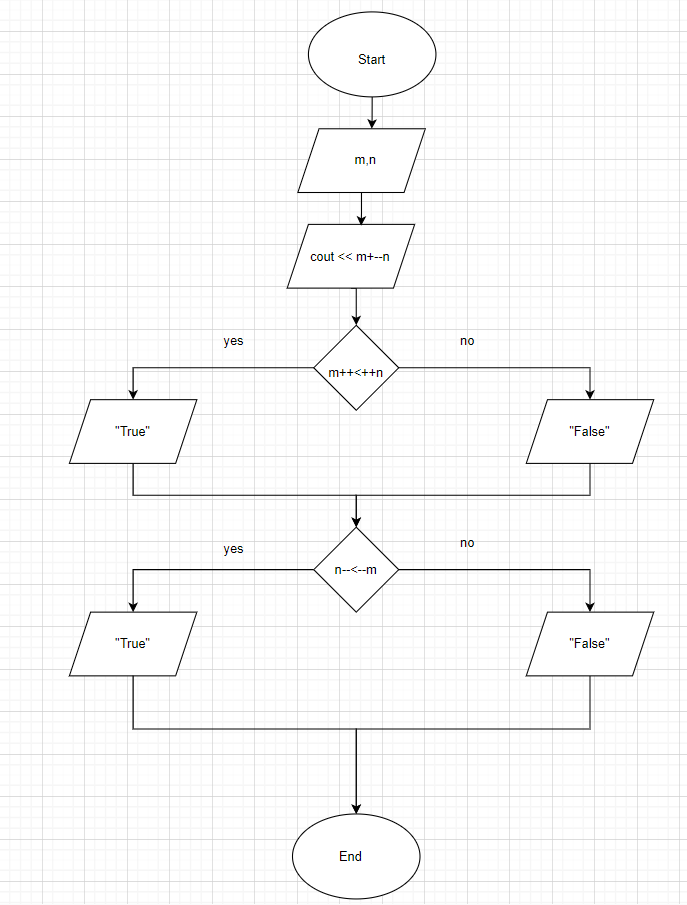 Start
m,n
cout << m+--n
yes
no
m++<++n
"True"
"False"
yes
no
n--<--m
"True"
"False"
End